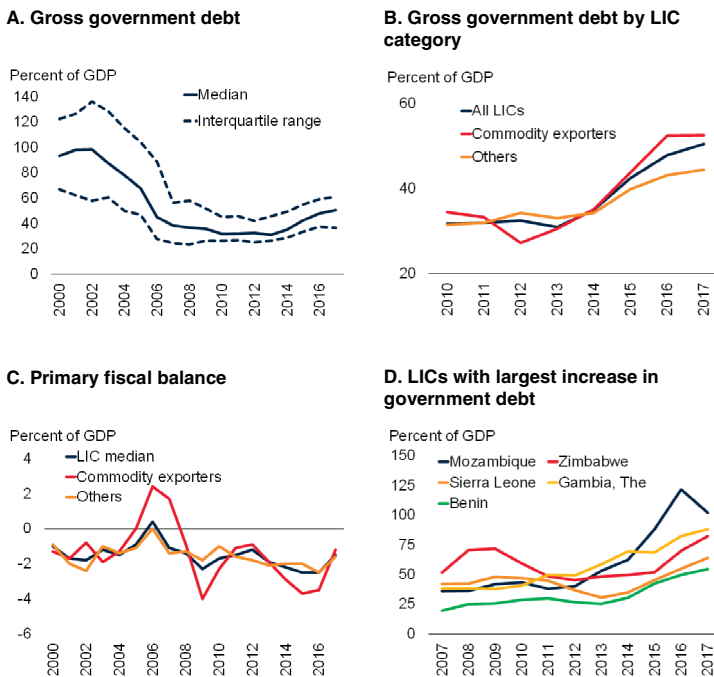 A. Gross government debt
Percent of GDP
140
120
100
80
60
40
20
0
Median
Interquartile range
2000
2002
2004
2006
2008
2010
2012
2014
2016
B. Gross government debt by LIC
category
Percent of GDP
60
40
20
All LICs
Commodity exporters
Others
2010
2011
2012
2013
2014
2015
2016
2017
C. Primary fiscal balance
Percent of GDP
4
2
0
-2
-4
-6
LIC median
Commodity exporters
Others
2000
2002
2004
2006
2008
2010
2012
2014
2016
D. LICs with largest increase in
government debt
Percent of GDP
150
125
100
75
50
25
0
Mozambique Zimbabwe
Sierra Leone Gambia, The
Benin
2007
2008
2009
2010
2011
2012
2013
2014
2015
2016
2017